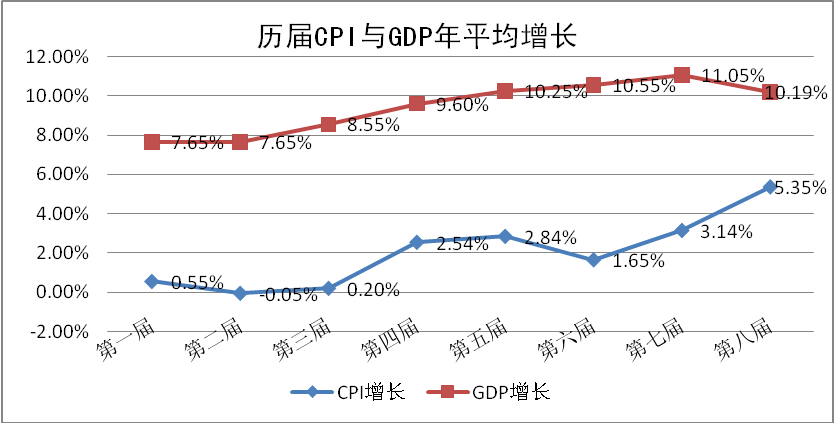 历届CPI与GDP年平均增长
12.00%
10.00%
8.00%
6.00%
4.00%
2.00%
0.00%
-2.00%
7.65%
7.65%
8.55%
9.60%
10.25%
10.55%
11.05%
10.19%
0.55%
-0.05%
0.20%
2.54%
2.84%
1.65%
3.14%
5.35%
第一届
第二届
第三届
第四届
第五届
第六届
第七届
第八届
CPI增长
GDP增长